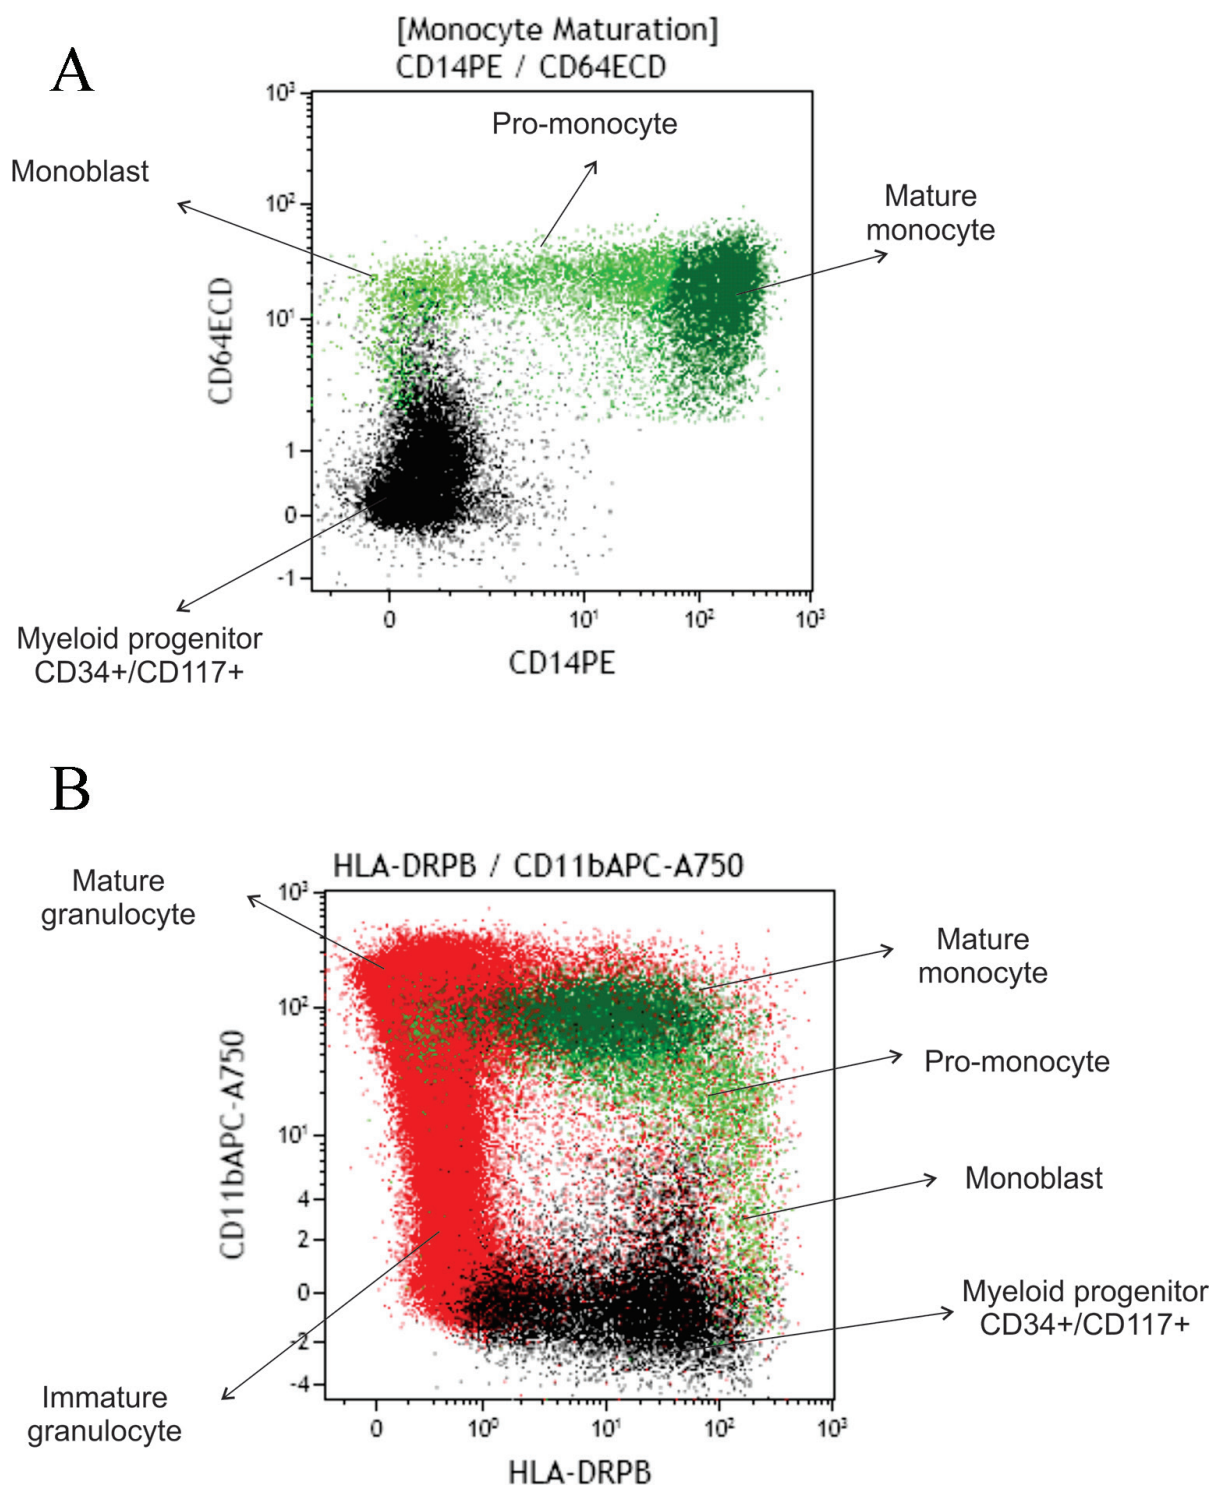 A
[Monocyte Maturation]
CD14PE / CD64ECD
10³
Pro-monocyte
Monoblast
10²
Mature
monocyte
CD64ECD
10¹
1
0
-1
0
10¹
10²
10³
Myeloid progenitor
CD34+/CD117+
CD14PE
B
HLA-DRPB / CD11bAPC-A750
Mature
granulocyte
10³
Mature
monocyte
10²
Pro-monocyte
CD11bAPC-A750
10¹
Monoblast
4
2
0
Myeloid progenitor
CD34+/CD117+
-2
-4
Immature
granulocyte
0
10⁰
10¹
10²
10³
HLA-DRPB